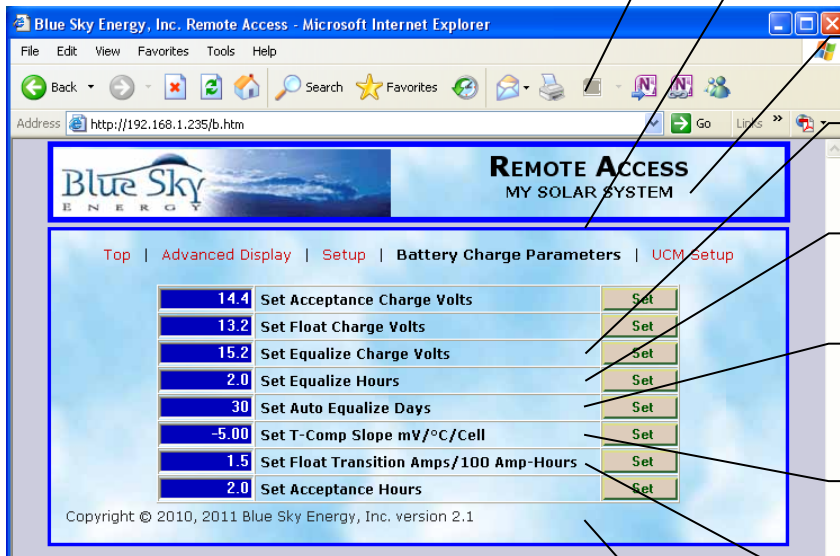 Blue Sky Energy, Inc. Remote Access - Microsoft Internet Explorer
File Edit View Favorites Tools Help
Back Search Favorites
Address http://192.168.1.235/b.htm Go Links »
Blue Sky
ENERGY
REMOTE ACCESS
MY SOLAR SYSTEM
Top | Advanced Display | Setup | Battery Charge Parameters | UCM Setup
14.4 Set Acceptance Charge Volts Set
13.2 Set Float Charge Volts Set
15.2 Set Equalize Charge Volts Set
2.0 Set Equalize Hours Set
30 Set Auto Equalize Days Set
-5.00 Set T-Comp Slope mV/°C/Cell Set
1.5 Set Float Transition Amps/100 Amp-Hours Set
2.0 Set Acceptance Hours Set
Copyright © 2010, 2011 Blue Sky Energy, Inc. version 2.1